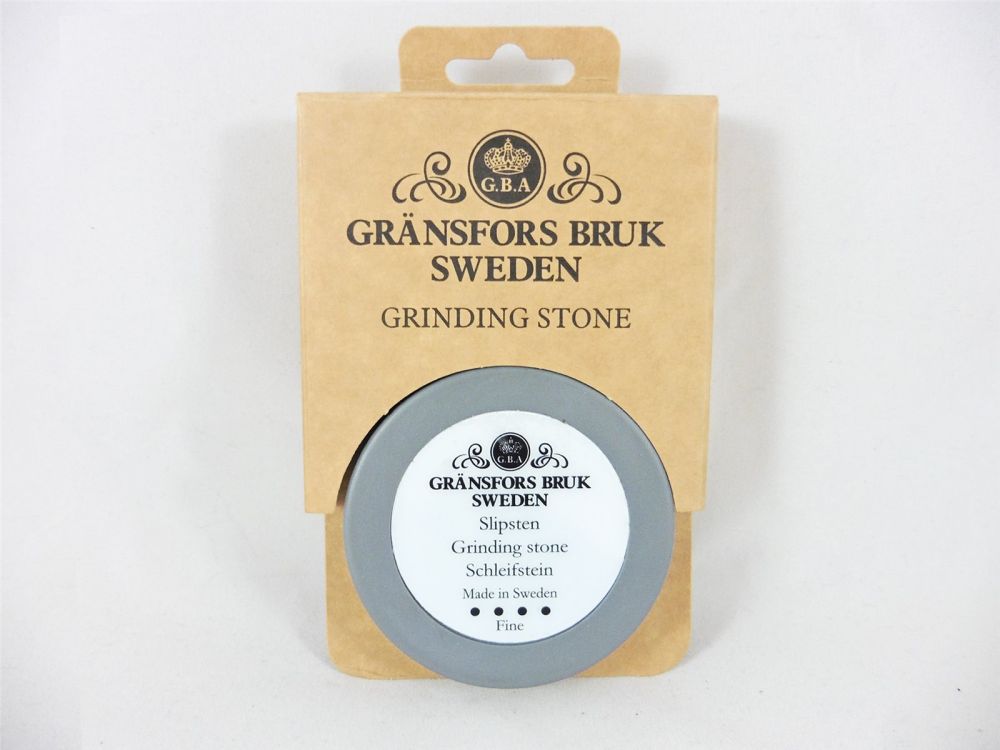 G.B.A
GRÄNSFORS BRUK
SWEDEN
GRINDING STONE
G.B.A
GRÄNSFORS BRUK
SWEDEN
Slipsten
Grinding stone
Schleifstein
Made in Sweden
Fine